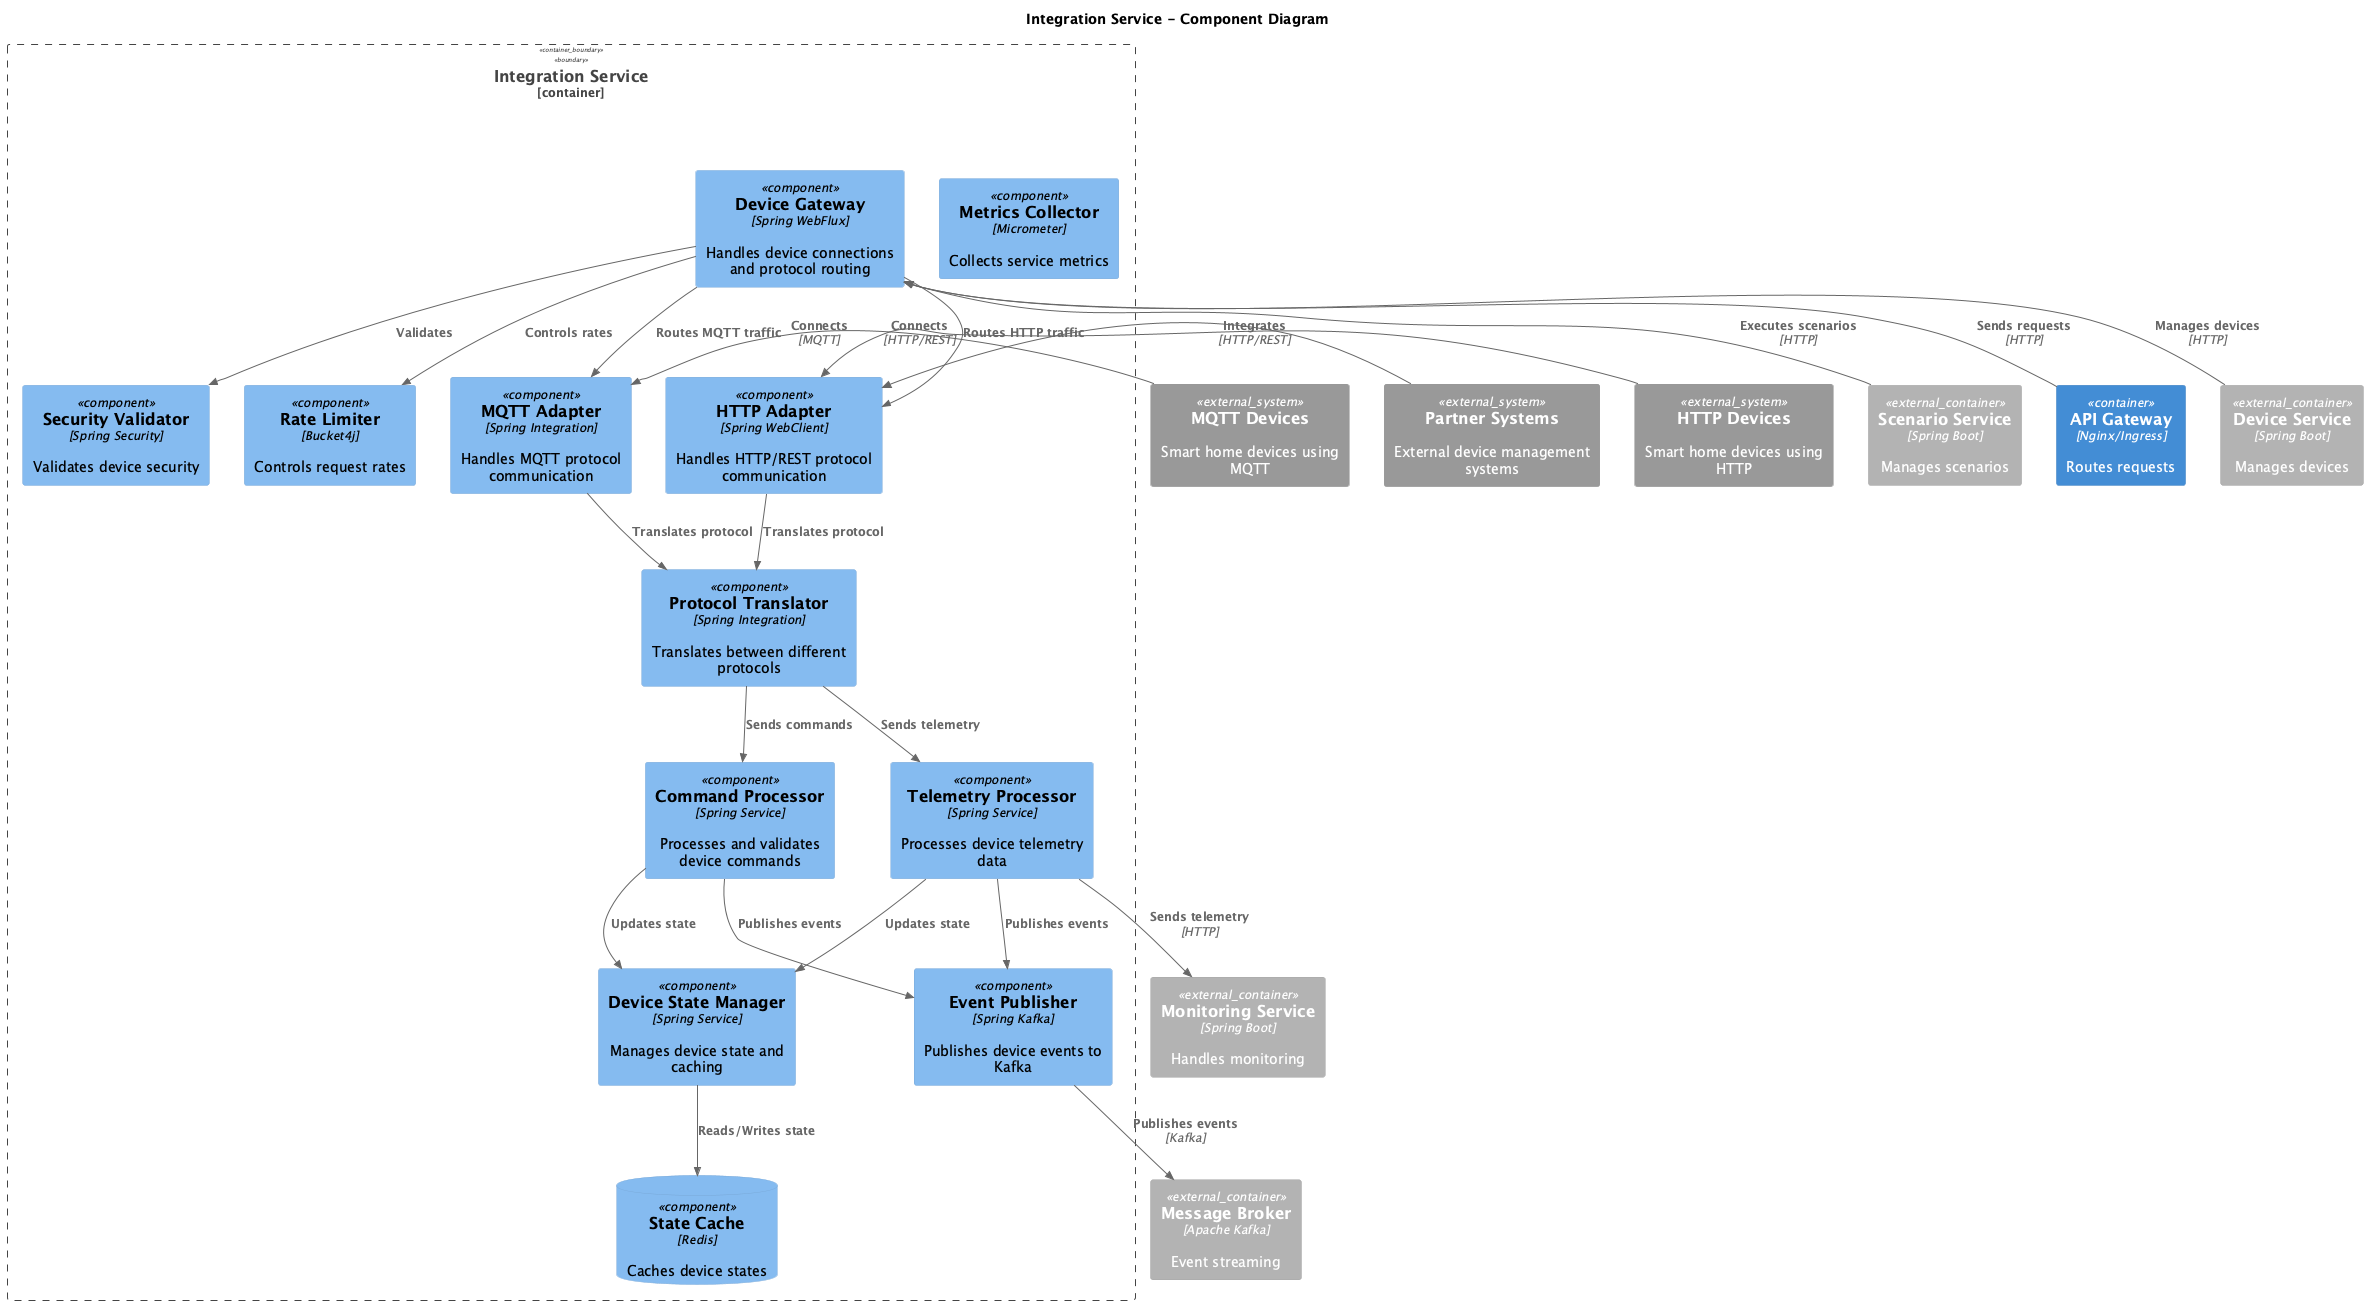 Integration Service – Component Diagram
«container_boundary»
«boundary»
Integration Service
[container]
«component»
Device Gateway
[Spring WebFlux]
Handles device connections
and protocol routing
«component»
Metrics Collector
[Micrometer]
Collects service metrics
Validates
Controls rates
Routes MQTT traffic
Connects
[MQTT]
Connects
[HTTP/REST]
Routes HTTP traffic
Integrates
[HTTP/REST]
Executes scenarios
[HTTP]
Sends requests
[HTTP]
Manages devices
[HTTP]
«component»
Security Validator
[Spring Security]
Validates device security
«component»
Rate Limiter
[Bucket4j]
Controls request rates
«component»
MQTT Adapter
[Spring Integration]
Handles MQTT protocol
communication
«component»
HTTP Adapter
[Spring WebClient]
Handles HTTP/REST protocol
communication
«external_system»
MQTT Devices
Smart home devices using
MQTT
«external_system»
Partner Systems
External device management
systems
«external_system»
HTTP Devices
Smart home devices using
HTTP
«external_container»
Scenario Service
[Spring Boot]
Manages scenarios
«container»
API Gateway
[Nginx/Ingress]
Routes requests
«external_container»
Device Service
[Spring Boot]
Manages devices
Translates protocol
Translates protocol
«component»
Protocol Translator
[Spring Integration]
Translates between different
protocols
Sends commands
Sends telemetry
«component»
Command Processor
[Spring Service]
Processes and validates
device commands
«component»
Telemetry Processor
[Spring Service]
Processes device telemetry
data
Updates state
Publishes events
Updates state
Publishes events
Sends telemetry
[HTTP]
«component»
Device State Manager
[Spring Service]
Manages device state and
caching
«component»
Event Publisher
[Spring Kafka]
Publishes device events to
Kafka
«external_container»
Monitoring Service
[Spring Boot]
Handles monitoring
Reads/Writes state
Publishes events
[Kafka]
«component»
State Cache
[Redis]
Caches device states
«external_container»
Message Broker
[Apache Kafka]
Event streaming